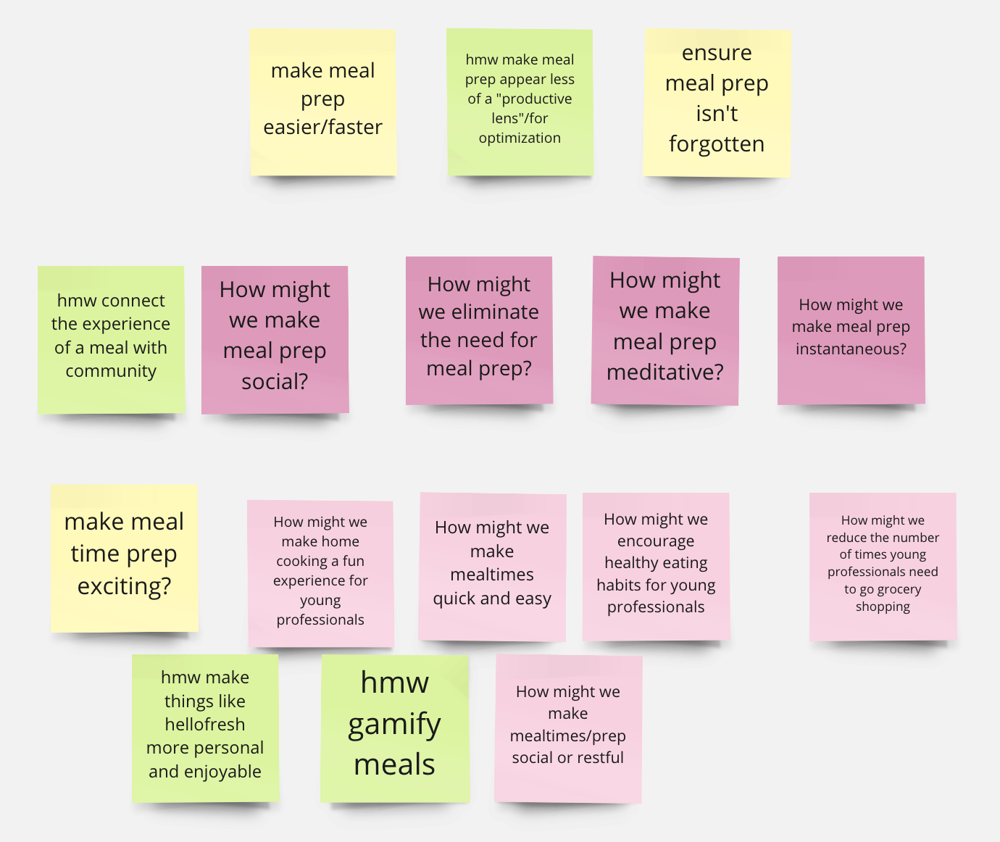 make meal
prep
easier/faster
hmw make meal
prep appear less
of a "productive
lens"/for
optimization
ensure
meal prep
isn't
forgotten
hmw connect
the experience
of a meal with
community
How might
we make
meal prep
social?
How might
we eliminate
the need for
meal prep?
How might
we make
meal prep
meditative?
How might we
make meal prep
instantaneous?
make meal
time prep
exciting?
How might we
make home
cooking a fun
experience for
young
professionals
How might we
make
mealtimes
quick and easy
How might we
encourage
healthy eating
habits for young
professionals
How might we
reduce the number
of times young
professionals need
to go grocery
shopping
hmw make
things like
hellofresh
more personal
and enjoyable
hmw
gamify
meals
How might we
make
mealtimes/prep
social or restful